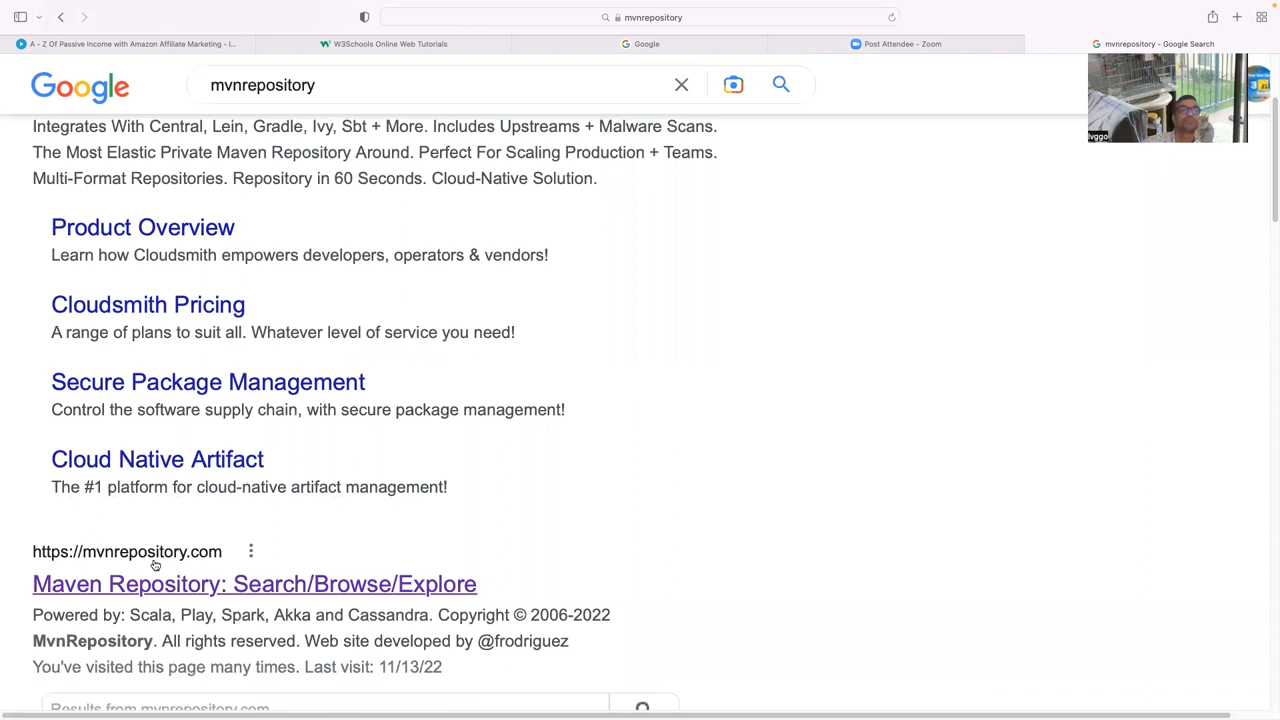 mvnrepository
A - Z Of Passive Income with Amazon Affiliate Marketing - I...
W3Schools Online Web Tutorials
Google
Post Attendee - Zoom
mvnrepository - Google Search
Google
mvnrepository
Integrates With Central, Lein, Gradle, Ivy, Sbt + More. Includes Upstreams + Malware Scans.
The Most Elastic Private Maven Repository Around. Perfect For Scaling Production + Teams.
Multi-Format Repositories. Repository in 60 Seconds. Cloud-Native Solution.
Product Overview
Learn how Cloudsmith empowers developers, operators & vendors!
Cloudsmith Pricing
A range of plans to suit all. Whatever level of service you need!
Secure Package Management
Control the software supply chain, with secure package management!
Cloud Native Artifact
The #1 platform for cloud-native artifact management!
https://mvnrepository.com
Maven Repository: Search/Browse/Explore
Powered by: Scala, Play, Spark, Akka and Cassandra. Copyright © 2006-2022
MvnRepository. All rights reserved. Web site developed by @frodriguez
You've visited this page many times. Last visit: 11/13/22
Results from mvnrepository.com